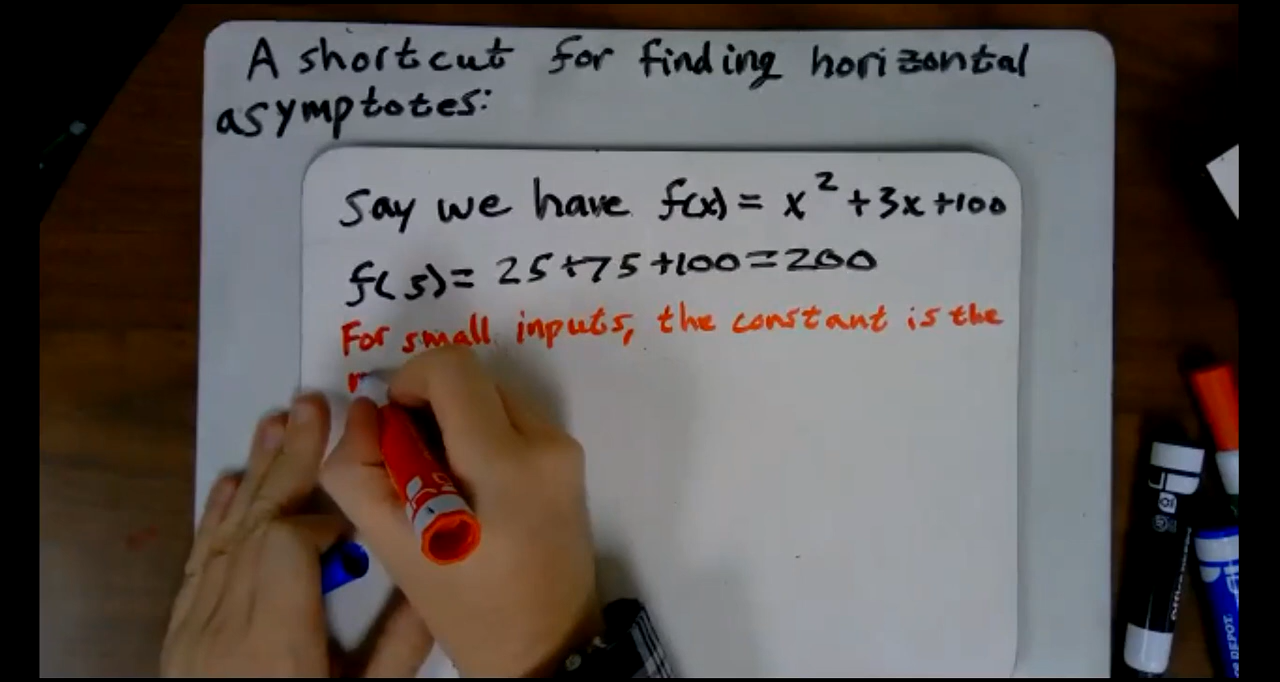 A shortcut for finding horizontal
asymptotes:
Say we have f(x) = x² + 3x + 100
f(5) = 25 + 75 + 100 = 200
For small inputs, the constant is the
DEPOT